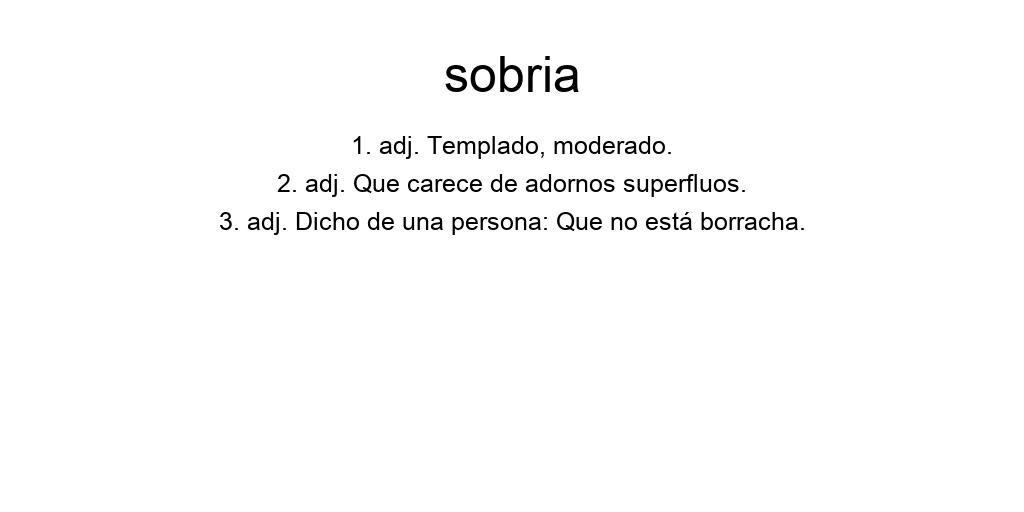 sobria
1. adj. Templado, moderado.
2. adj. Que carece de adornos superfluos.
3. adj. Dicho de una persona: Que no está borracha.